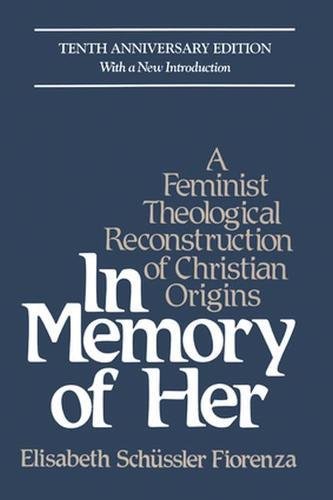 TENTH ANNIVERSARY EDITION
With a New Introduction
A
Feminist
Theological
Reconstruction
of Christian
Origins
In
Memory
of Her
Elisabeth Schüssler Fiorenza